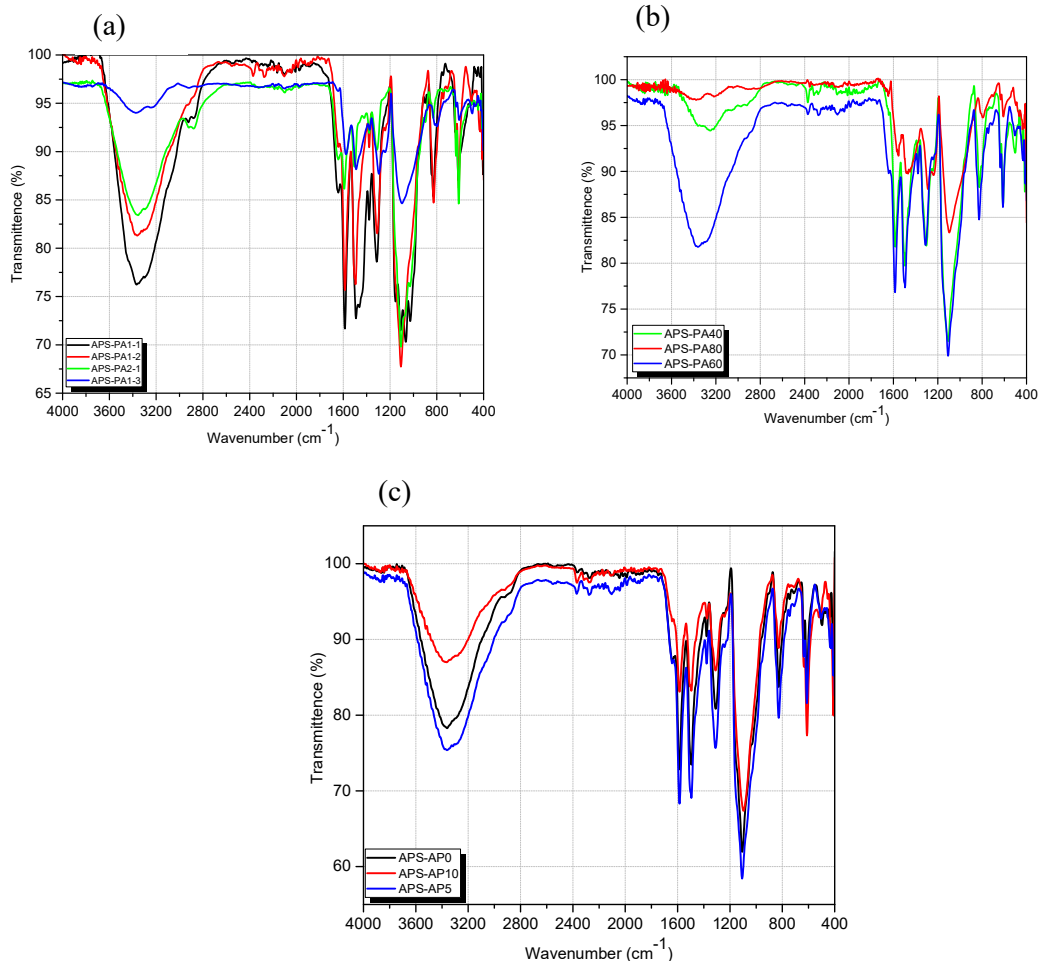 (a)
100
95
90
85
80
75
70
65
Transmittence (%)
APS-PA1-1
APS-PA1-2
APS-PA2-1
APS-PA1-3
4000 3600 3200 2800 2400 2000 1600 1200 800 400
Wavenumber (cm-1)
(b)
100
95
90
85
80
75
70
Transmittence (%)
APS-PA40
APS-PA80
APS-PA60
4000 3600 3200 2800 2400 2000 1600 1200 800 400
Wavenumber (cm-1)
(c)
100
90
80
70
60
Transmittence (%)
APS-AP0
APS-AP10
APS-AP5
4000 3600 3200 2800 2400 2000 1600 1200 800 400
Wavenumber (cm-1)